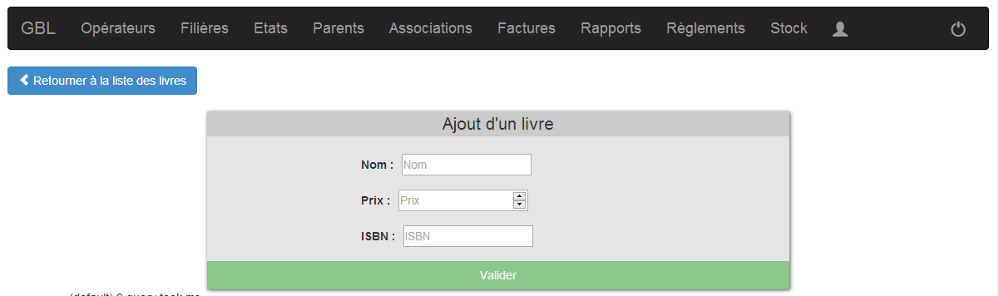 GBL Opérateurs Filières Etats Parents Associations Factures Rapports Règlements Stock
Retourner à la liste des livres
Ajout d'un livre
Nom : Nom
Prix : Prix
ISBN : ISBN
Valider
(default) 0 query took ms